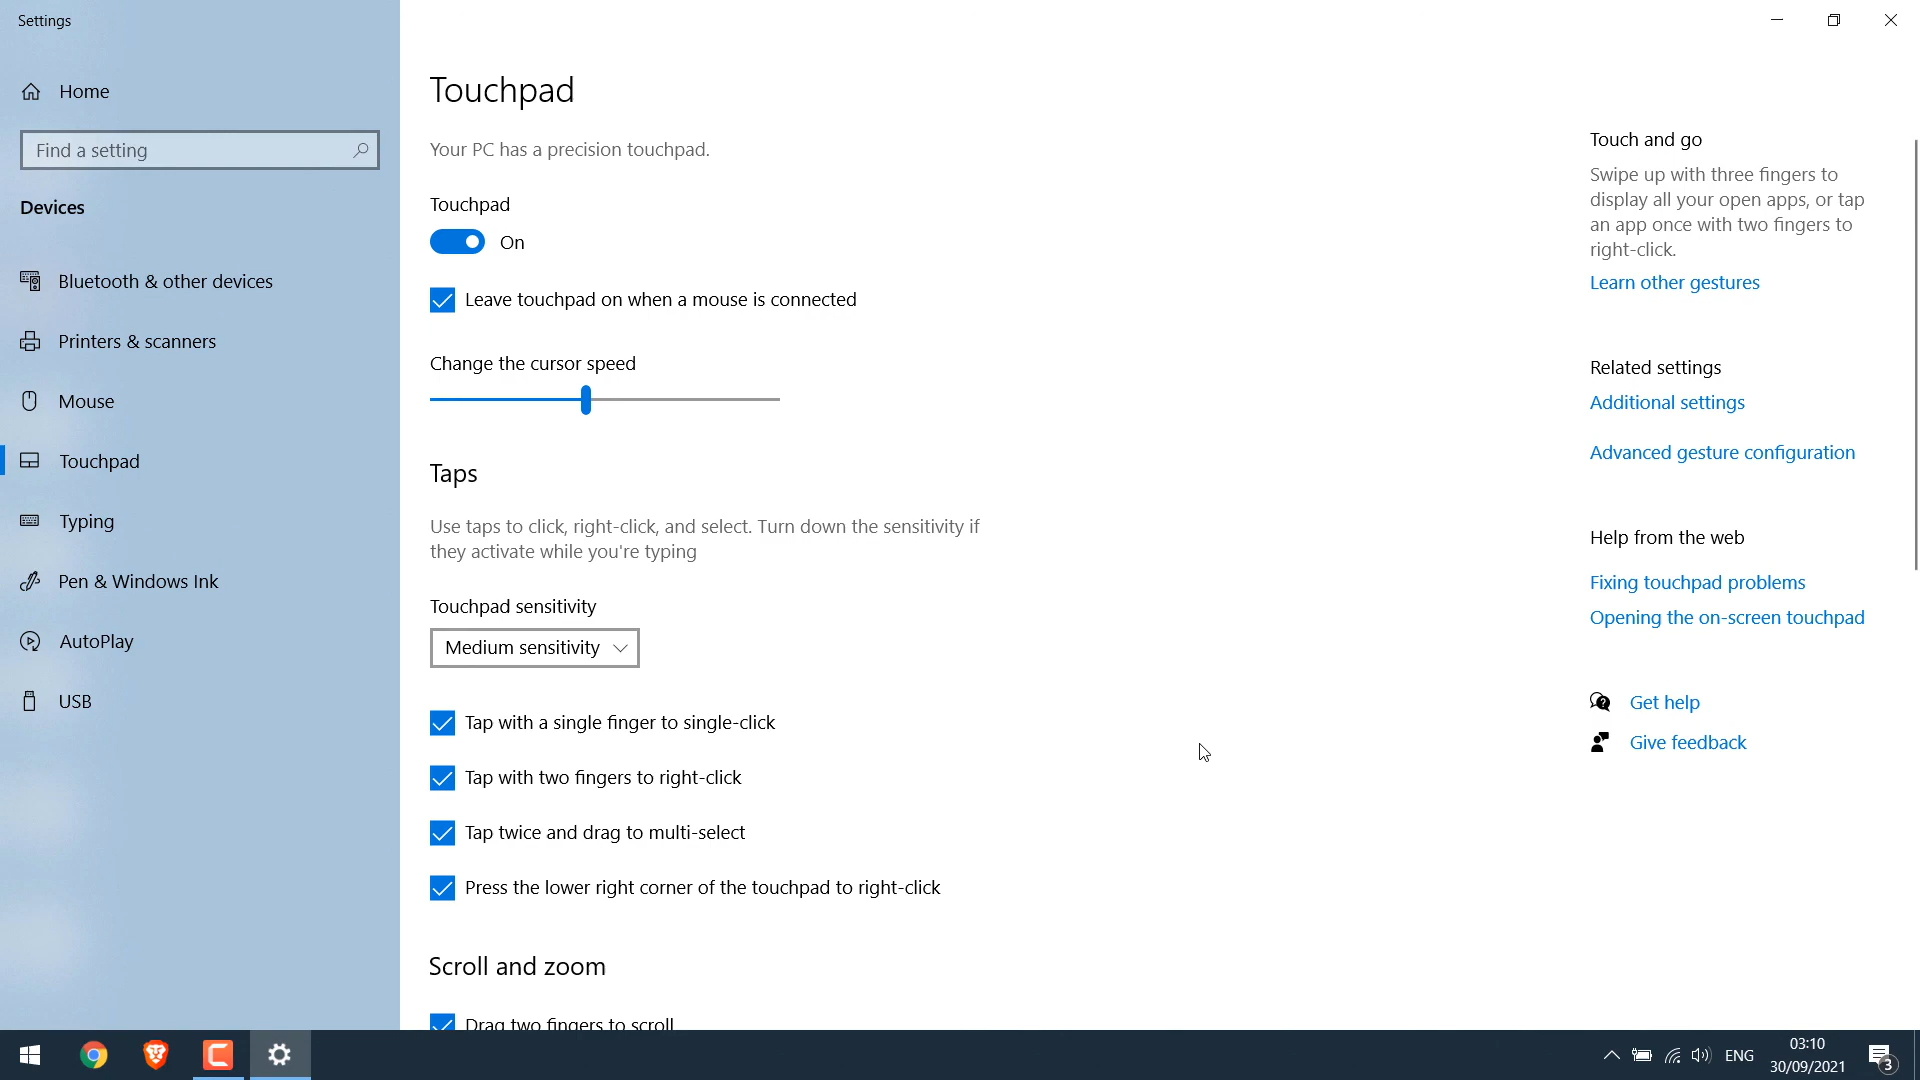 Settings
Home
Find a setting
Devices
Bluetooth & other devices
Printers & scanners
Mouse
Touchpad
Typing
Pen & Windows Ink
AutoPlay
USB
Touchpad
Your PC has a precision touchpad.
Touchpad
On
Leave touchpad on when a mouse is connected
Change the cursor speed
Taps
Use taps to click, right-click, and select. Turn down the sensitivity if
they activate while you're typing
Touchpad sensitivity
Medium sensitivity
Tap with a single finger to single-click
Tap with two fingers to right-click
Tap twice and drag to multi-select
Press the lower right corner of the touchpad to right-click
Scroll and zoom
Drag two fingers to scroll
Touch and go
Swipe up with three fingers to
display all your open apps, or tap
an app once with two fingers to
right-click.
Learn other gestures
Related settings
Additional settings
Advanced gesture configuration
Help from the web
Fixing touchpad problems
Opening the on-screen touchpad
Get help
Give feedback
ENG
03:10
30/09/2021
3